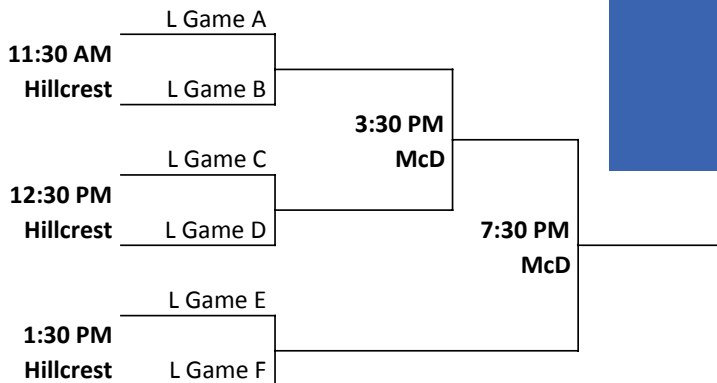 L Game A
11:30 AM
Hillcrest
L Game B
3:30 PM
McD
L Game C
12:30 PM
Hillcrest
L Game D
7:30 PM
McD
L Game E
1:30 PM
Hillcrest
L Game F